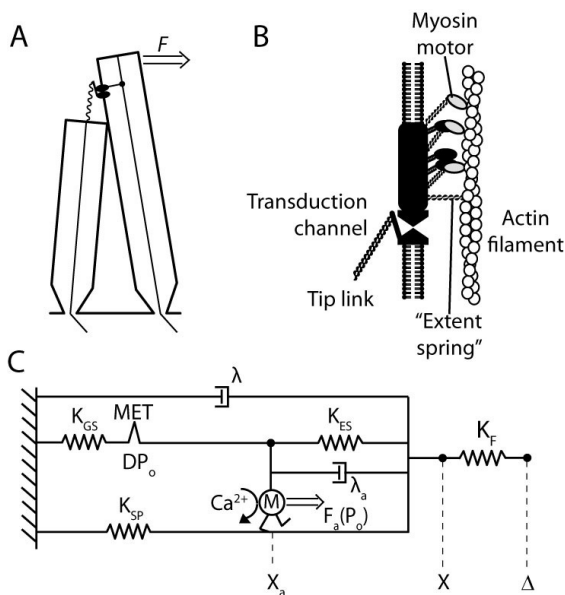 A
F
B
Myosin
motor
Transduction
channel
Actin
filament
Tip link
"Extent
spring"
C
λ
K_GS
MET
K_ES
K_F
DP_o
λ_a
Ca²⁺
M
K_SP
F_a(P_o)
X_a
X
Δ